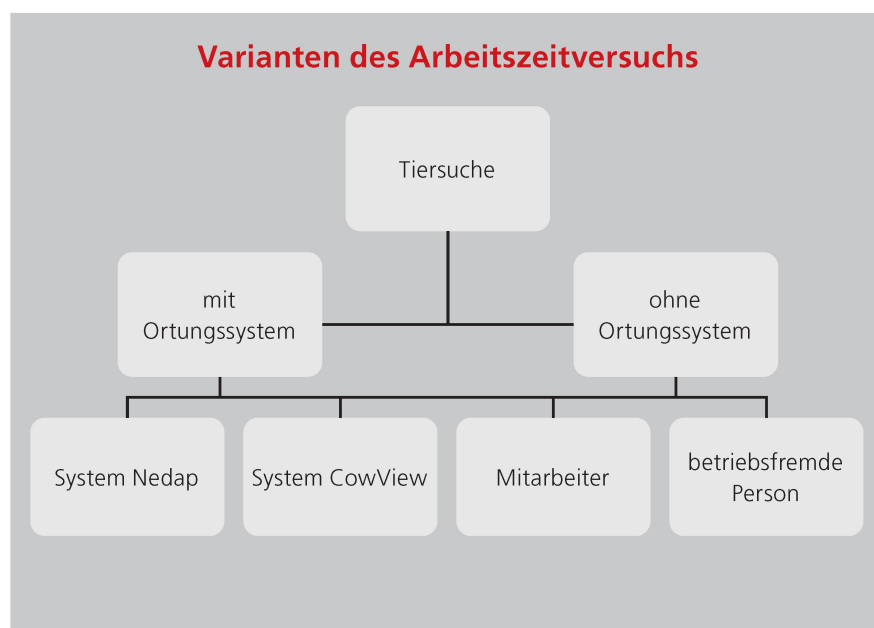 Varianten des Arbeitszeitversuchs
Tiersuche
mit
Ortungssystem
ohne
Ortungssystem
System Nedap
System CowView
Mitarbeiter
betriebsfremde
Person